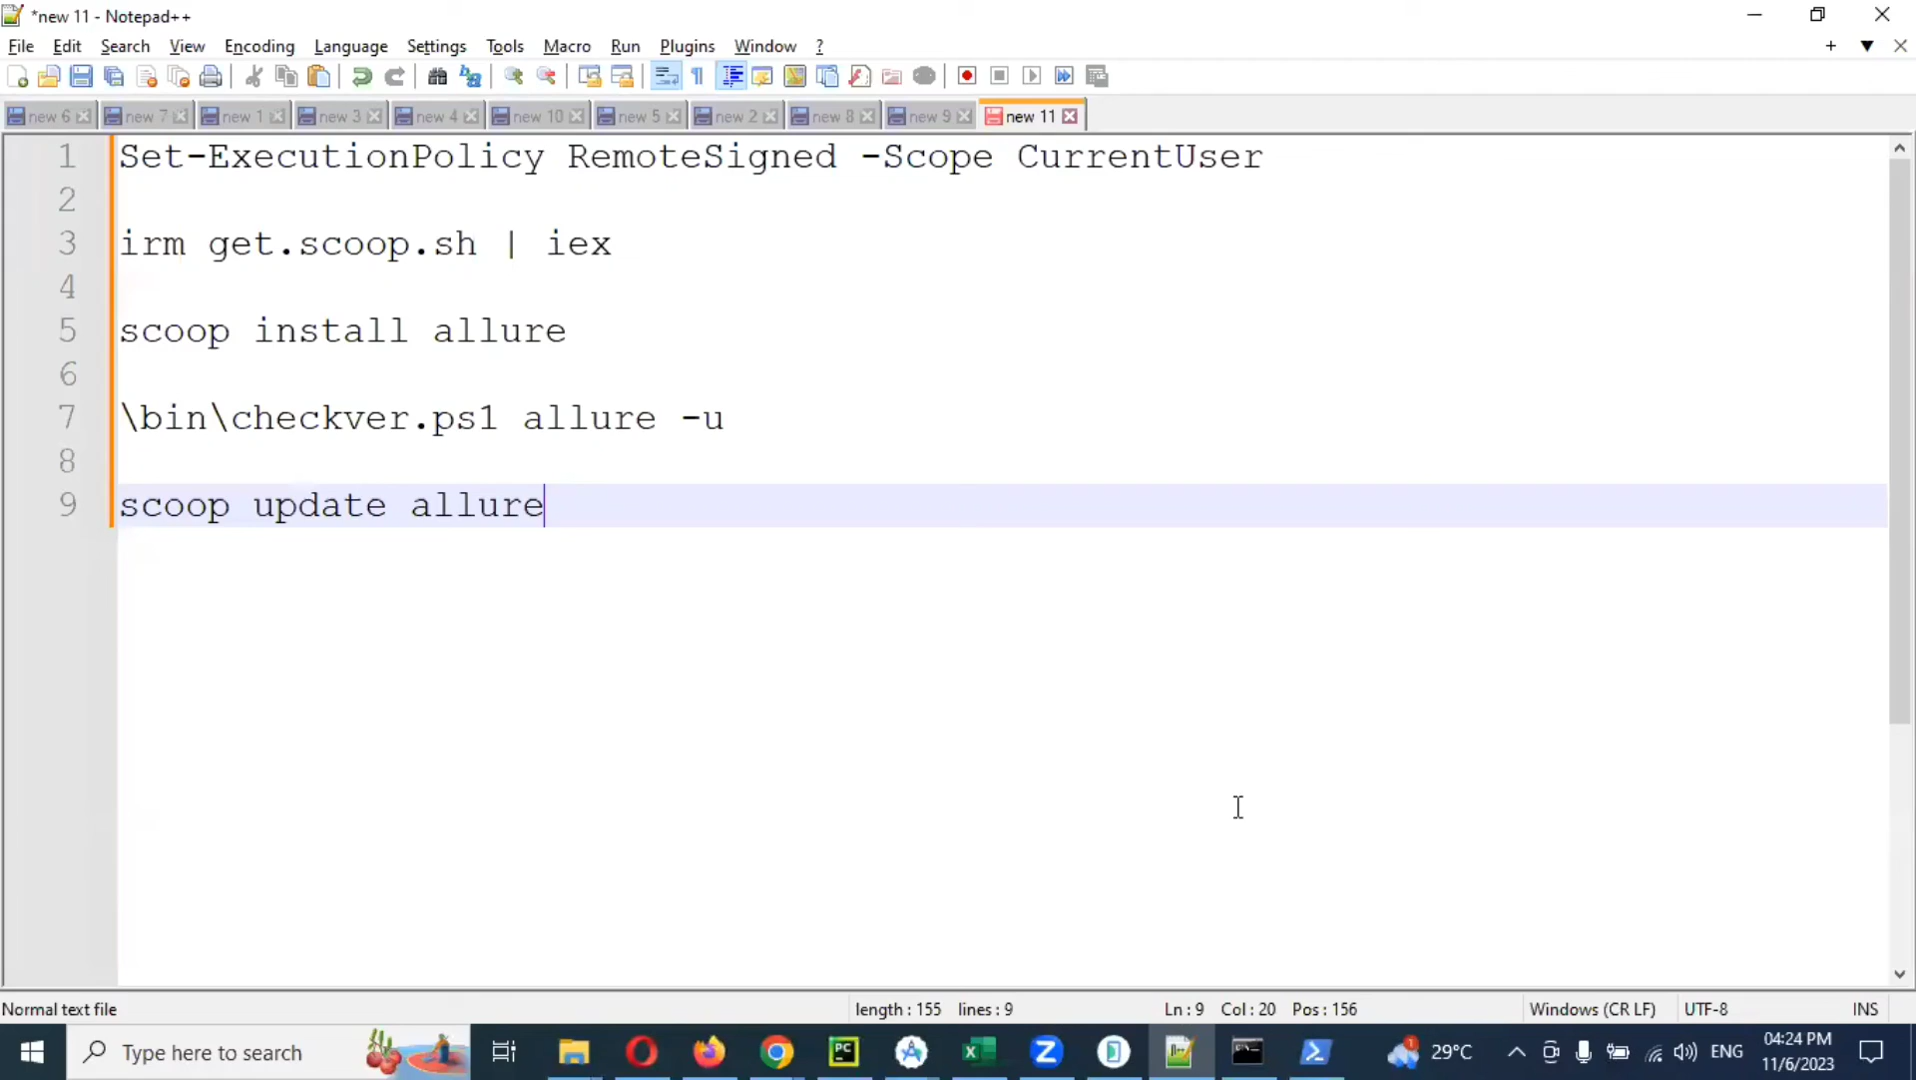 *new 11 - Notepad++
File Edit Search View Encoding Language Settings Tools Macro Run Plugins Window ?
new 6 new 7 new 1 new 3 new 4 new 10 new 5 new 2 new 8 new 9 new 11
1 Set-ExecutionPolicy RemoteSigned -Scope CurrentUser
2
3 irm get.scoop.sh | iex
4
5 scoop install allure
6
7 \bin\checkver.ps1 allure -u
8
9 scoop update allure
Normal text file length : 155 lines : 9 Ln : 9 Col : 20 Pos : 156 Windows (CR LF) UTF-8 INS
Type here to search 29°C ENG 04:24 PM
11/6/2023